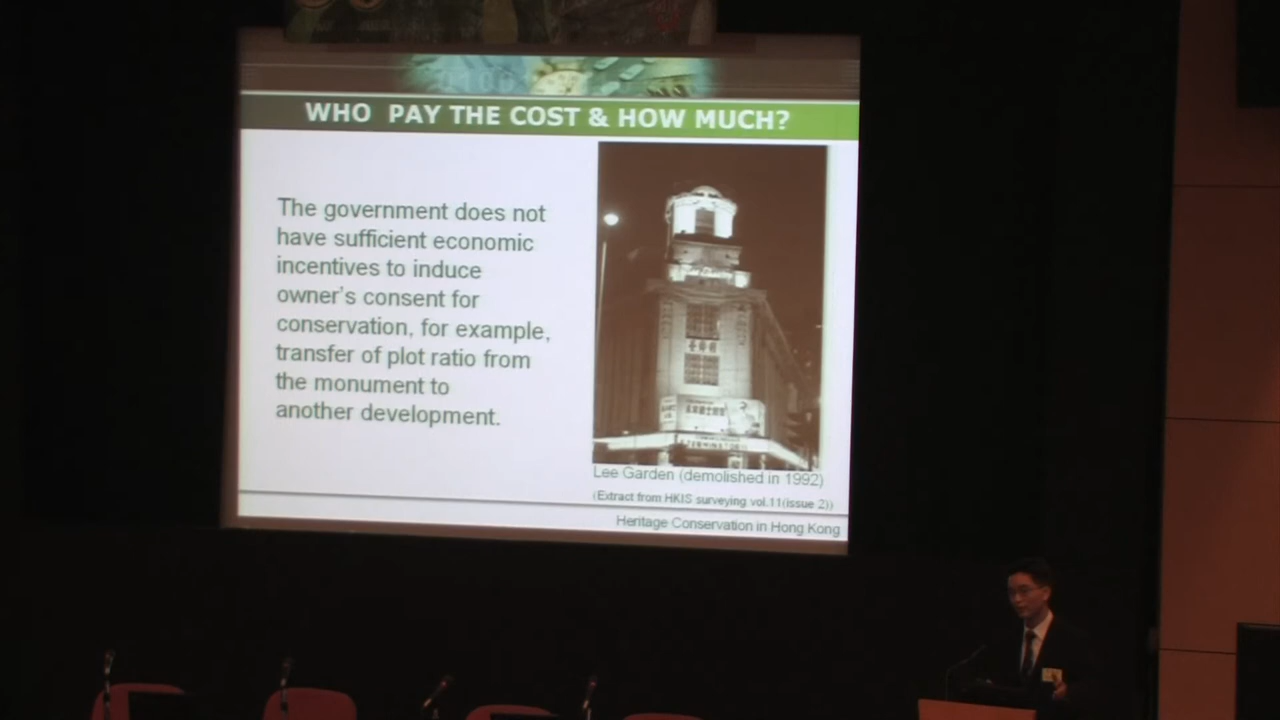 WHO PAY THE COST & HOW MUCH?
The government does not
have sufficient economic
incentives to induce
owner's consent for
conservation, for example,
transfer of plot ratio from
the monument to
another development.
Lee Garden (demolished in 1992)
(Extract from HKIS surveying vol.11(issue 2))
Heritage Conservation in Hong Kong